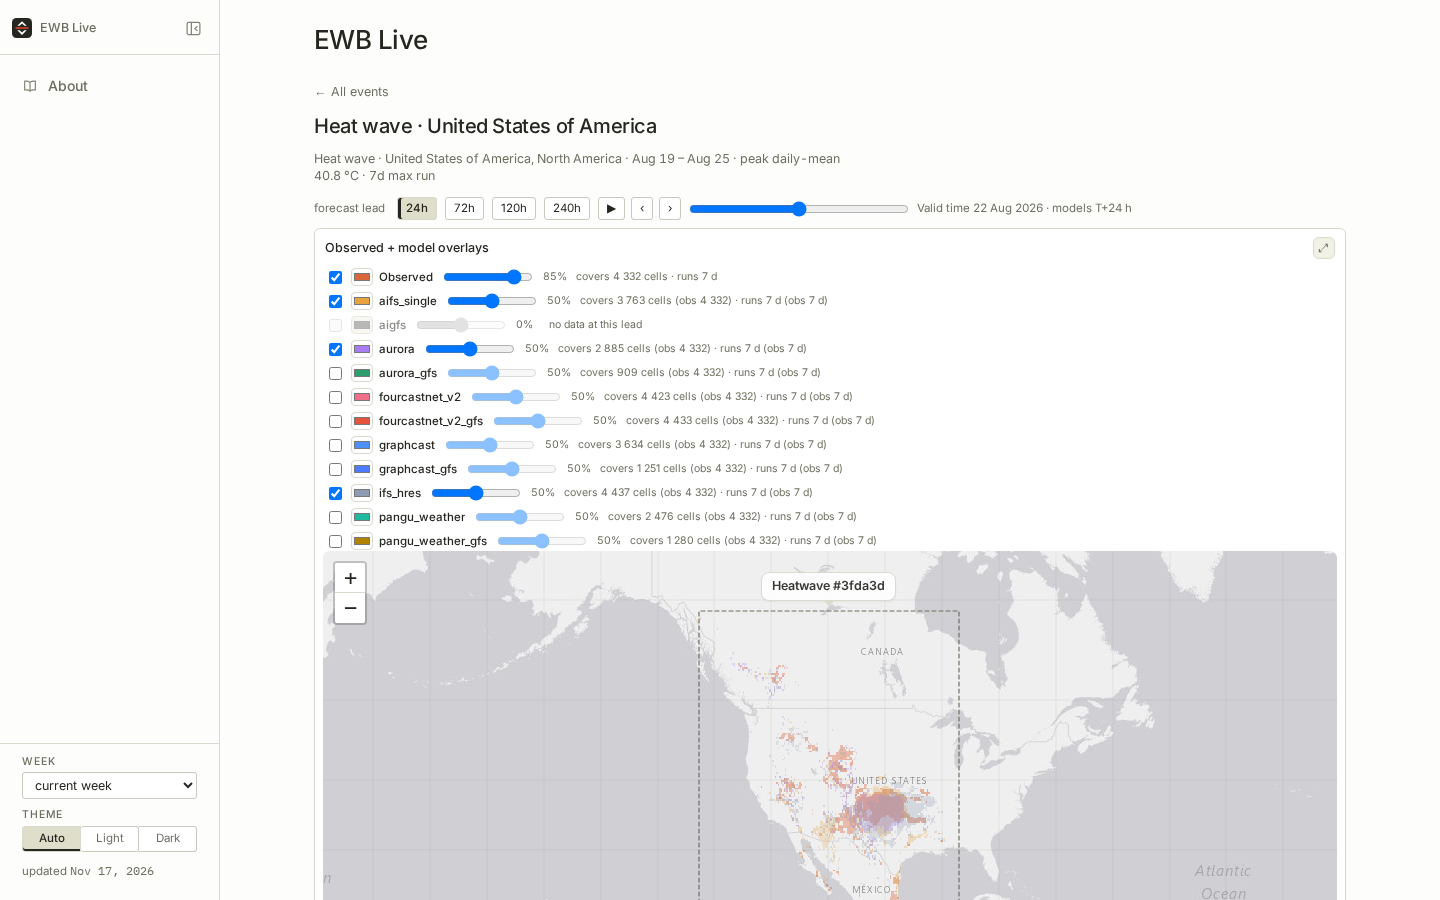 EWB Live
About
WEEK
current week
THEME
Auto Light Dark
updated Nov 17, 2026
EWB Live
← All events
Heat wave · United States of America
Heat wave · United States of America, North America · Aug 19 – Aug 25 · peak daily-mean
40.8 °C · 7d max run
forecast lead 24h 72h 120h 240h ▶ ‹ › Valid time 22 Aug 2026 · models T+24 h
Observed + model overlays
Observed 85% covers 4 332 cells · runs 7 d
aifs_single 50% covers 3 763 cells (obs 4 332) · runs 7 d (obs 7 d)
aigfs 0% no data at this lead
aurora 50% covers 2 885 cells (obs 4 332) · runs 7 d (obs 7 d)
aurora_gfs 50% covers 909 cells (obs 4 332) · runs 7 d (obs 7 d)
fourcastnet_v2 50% covers 4 423 cells (obs 4 332) · runs 7 d (obs 7 d)
fourcastnet_v2_gfs 50% covers 4 433 cells (obs 4 332) · runs 7 d (obs 7 d)
graphcast 50% covers 3 634 cells (obs 4 332) · runs 7 d (obs 7 d)
graphcast_gfs 50% covers 1 251 cells (obs 4 332) · runs 7 d (obs 7 d)
ifs_hres 50% covers 4 437 cells (obs 4 332) · runs 7 d (obs 7 d)
pangu_weather 50% covers 2 476 cells (obs 4 332) · runs 7 d (obs 7 d)
pangu_weather_gfs 50% covers 1 280 cells (obs 4 332) · runs 7 d (obs 7 d)
+
−
Heatwave #3fda3d
CANADA
UNITED STATES
MÉXICO
n
Atlantic
Ocean